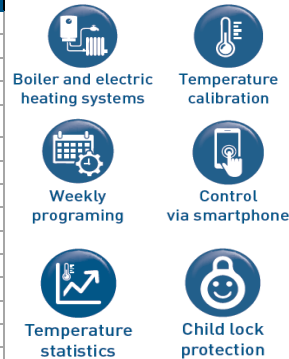 Boiler and electric
heating systems
Temperature
calibration
Weekly
programing
Control
via smartphone
Temperature
statistics
Child lock
protection